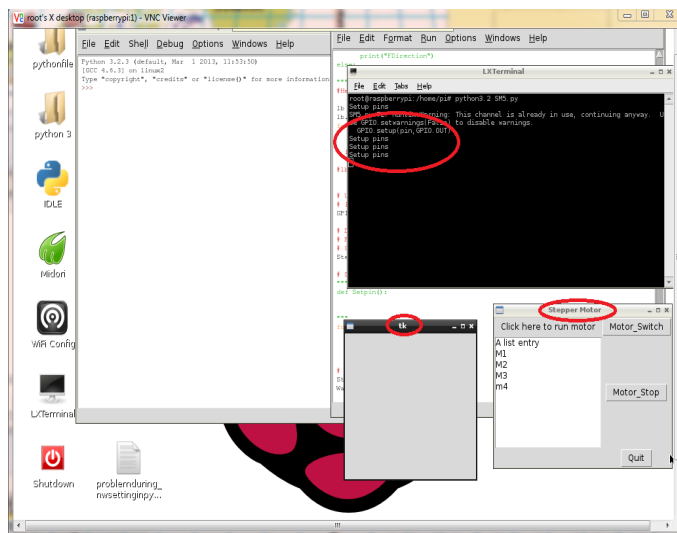 root's X desktop (raspberrypi:1) - VNC Viewer
File Edit Shell Debug Options Windows Help
Python 3.2.3 (default, Mar 1 2013, 11:53:50)
[GCC 4.6.3] on linux2
Type "copyright", "credits" or "license()" for more information
>>>
File Edit Format Run Options Windows Help
print("FDirection")
LXTerminal
File Edit Tabs Help
root@raspberrypi:/home/pi# python3.2 SM5.py
Setup pins
Warning: This channel is already in use, continuing anyway. U
se GPIO.setwarnings(False) to disable warnings.
GPIO.setup(pin,GPIO.OUT)
Setup pins
Setup pins
Setup pins
def Setpin():
tk
Stepper Motor
Click here to run motor
Motor_Switch
A list entry
M1
M2
M3
m4
Motor_Stop
Quit
pythonfile
python 3
IDLE
Midori
WiFi Config
LXTerminal
Shutdown
problemduring_
nwsettinginpy...